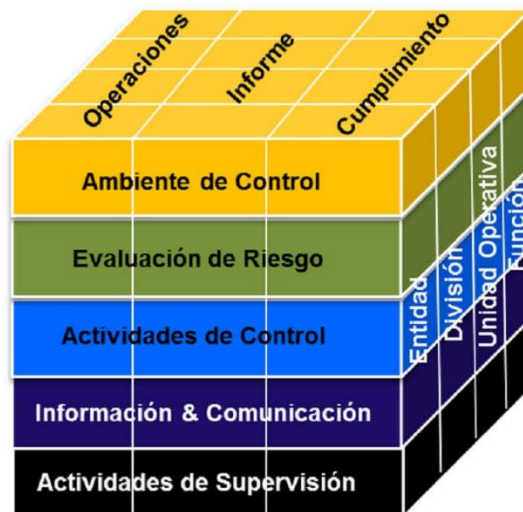 Operaciones
Informe
Cumplimiento
Ambiente de Control
Evaluación de Riesgo
Actividades de Control
Información & Comunicación
Actividades de Supervisión
Entidad
División
Unidad Operativa
Función